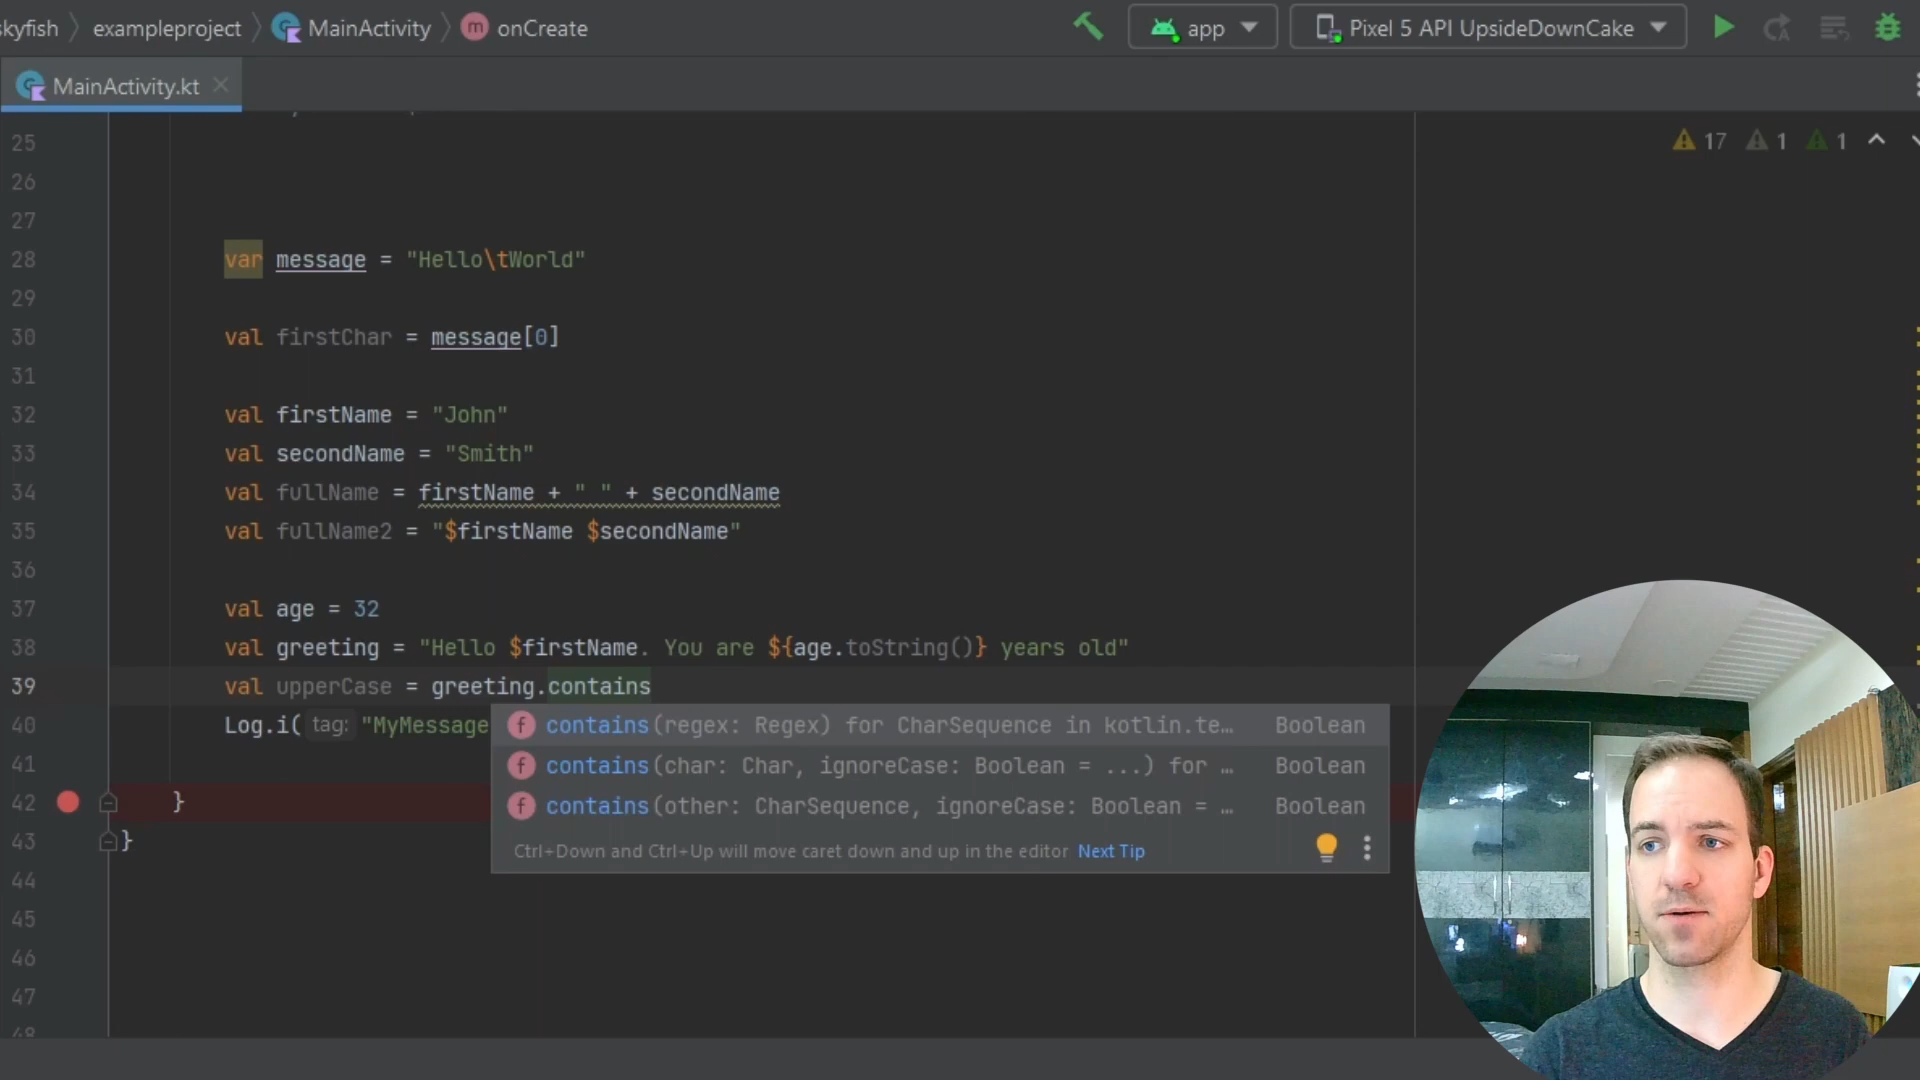 kyfish exampleproject MainActivity m onCreate app Pixel 5 API UpsideDownCake
MainActivity.kt
25
17 1 1
26
27
28 var message = "Hello\tWorld"
29
30 val firstChar = message[0]
31
32 val firstName = "John"
33 val secondName = "Smith"
34 val fullName = firstName + " " + secondName
35 val fullName2 = "$firstName $secondName"
36
37 val age = 32
38 val greeting = "Hello $firstName. You are ${age.toString()} years old"
39 val upperCase = greeting.contains
40 Log.i( tag: "MyMessage
f contains(regex: Regex) for CharSequence in kotlin.te… Boolean
41
f contains(char: Char, ignoreCase: Boolean = ...) for … Boolean
42 }
f contains(other: CharSequence, ignoreCase: Boolean = … Boolean
43 }
Ctrl+Down and Ctrl+Up will move caret down and up in the editor Next Tip
44
45
46
47
48